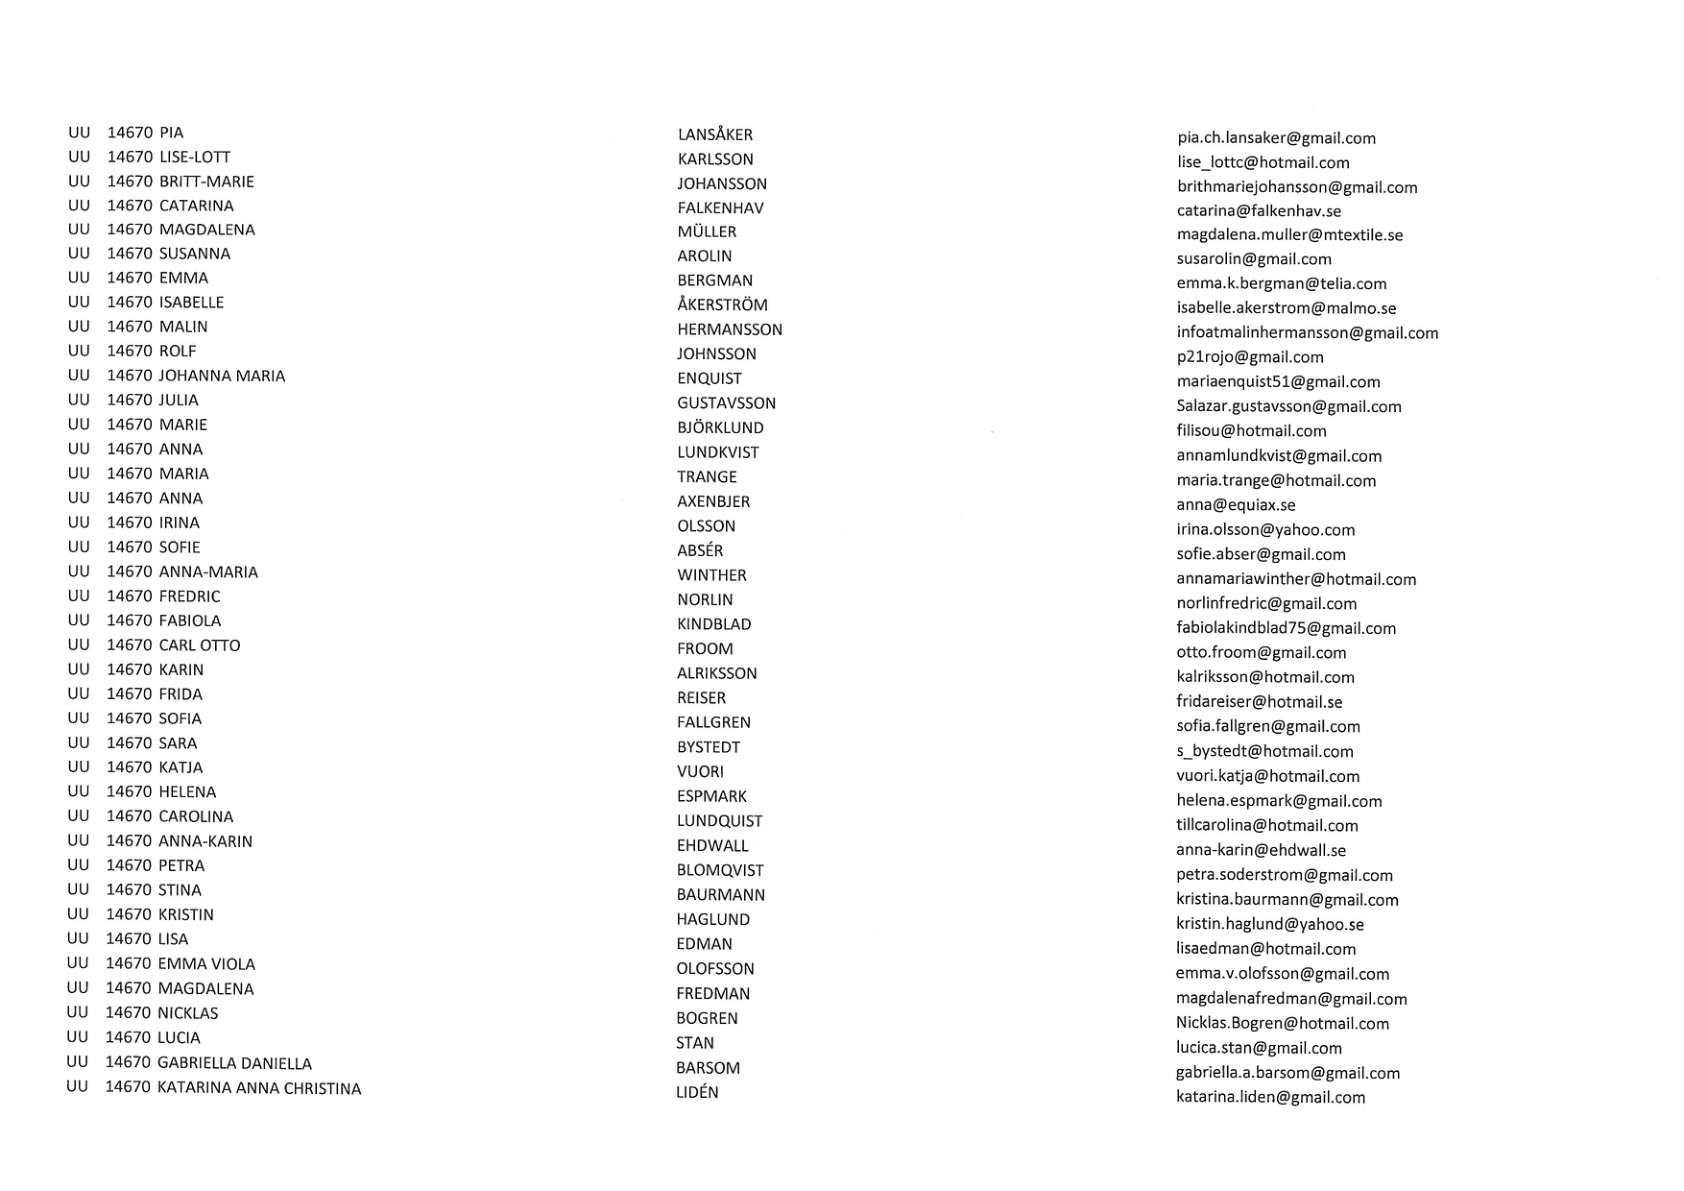 UU 14670 PIA LANSÅKER pia.ch.lansaker@gmail.com
UU 14670 LISE-LOTT KARLSSON lise_lottc@hotmail.com
UU 14670 BRITT-MARIE JOHANSSON brithmariejohansson@gmail.com
UU 14670 CATARINA FALKENHAV catarina@falkenhav.se
UU 14670 MAGDALENA MÜLLER magdalena.muller@mtextile.se
UU 14670 SUSANNA AROLIN susarolin@gmail.com
UU 14670 EMMA BERGMAN emma.k.bergman@telia.com
UU 14670 ISABELLE ÅKERSTRÖM isabelle.akerstrom@malmo.se
UU 14670 MALIN HERMANSSON infoatmalinhermansson@gmail.com
UU 14670 ROLF JOHNSSON p21rojo@gmail.com
UU 14670 JOHANNA MARIA ENQUIST mariaenquist51@gmail.com
UU 14670 JULIA GUSTAVSSON Salazar.gustavsson@gmail.com
UU 14670 MARIE BJÖRKLUND filisou@hotmail.com
UU 14670 ANNA LUNDKVIST annamlundkvist@gmail.com
UU 14670 MARIA TRANGE maria.trange@hotmail.com
UU 14670 ANNA AXENBJER anna@equiax.se
UU 14670 IRINA OLSSON irina.olsson@yahoo.com
UU 14670 SOFIE ABSÉR sofie.abser@gmail.com
UU 14670 ANNA-MARIA WINTHER annamariawinther@hotmail.com
UU 14670 FREDRIC NORLIN norlinfredric@gmail.com
UU 14670 FABIOLA KINDBLAD fabiolakindblad75@gmail.com
UU 14670 CARL OTTO FROOM otto.froom@gmail.com
UU 14670 KARIN ALRIKSSON kalriksson@hotmail.com
UU 14670 FRIDA REISER fridareiser@hotmail.se
UU 14670 SOFIA FALLGREN sofia.fallgren@gmail.com
UU 14670 SARA BYSTEDT s_bystedt@hotmail.com
UU 14670 KATJA VUORI vuori.katja@hotmail.com
UU 14670 HELENA ESPMARK helena.espmark@gmail.com
UU 14670 CAROLINA LUNDQUIST tillcarolina@hotmail.com
UU 14670 ANNA-KARIN EHDWALL anna-karin@ehdwall.se
UU 14670 PETRA BLOMQVIST petra.soderstrom@gmail.com
UU 14670 STINA BAURMANN kristina.baurmann@gmail.com
UU 14670 KRISTIN HAGLUND kristin.haglund@yahoo.se
UU 14670 LISA EDMAN lisaedman@hotmail.com
UU 14670 EMMA VIOLA OLOFSSON emma.v.olofsson@gmail.com
UU 14670 MAGDALENA FREDMAN magdalenafredman@gmail.com
UU 14670 NICKLAS BOGREN Nicklas.Bogren@hotmail.com
UU 14670 LUCIA STAN lucica.stan@gmail.com
UU 14670 GABRIELLA DANIELLA BARSOM gabriella.a.barsom@gmail.com
UU 14670 KATARINA ANNA CHRISTINA LIDÉN katarina.liden@gmail.com